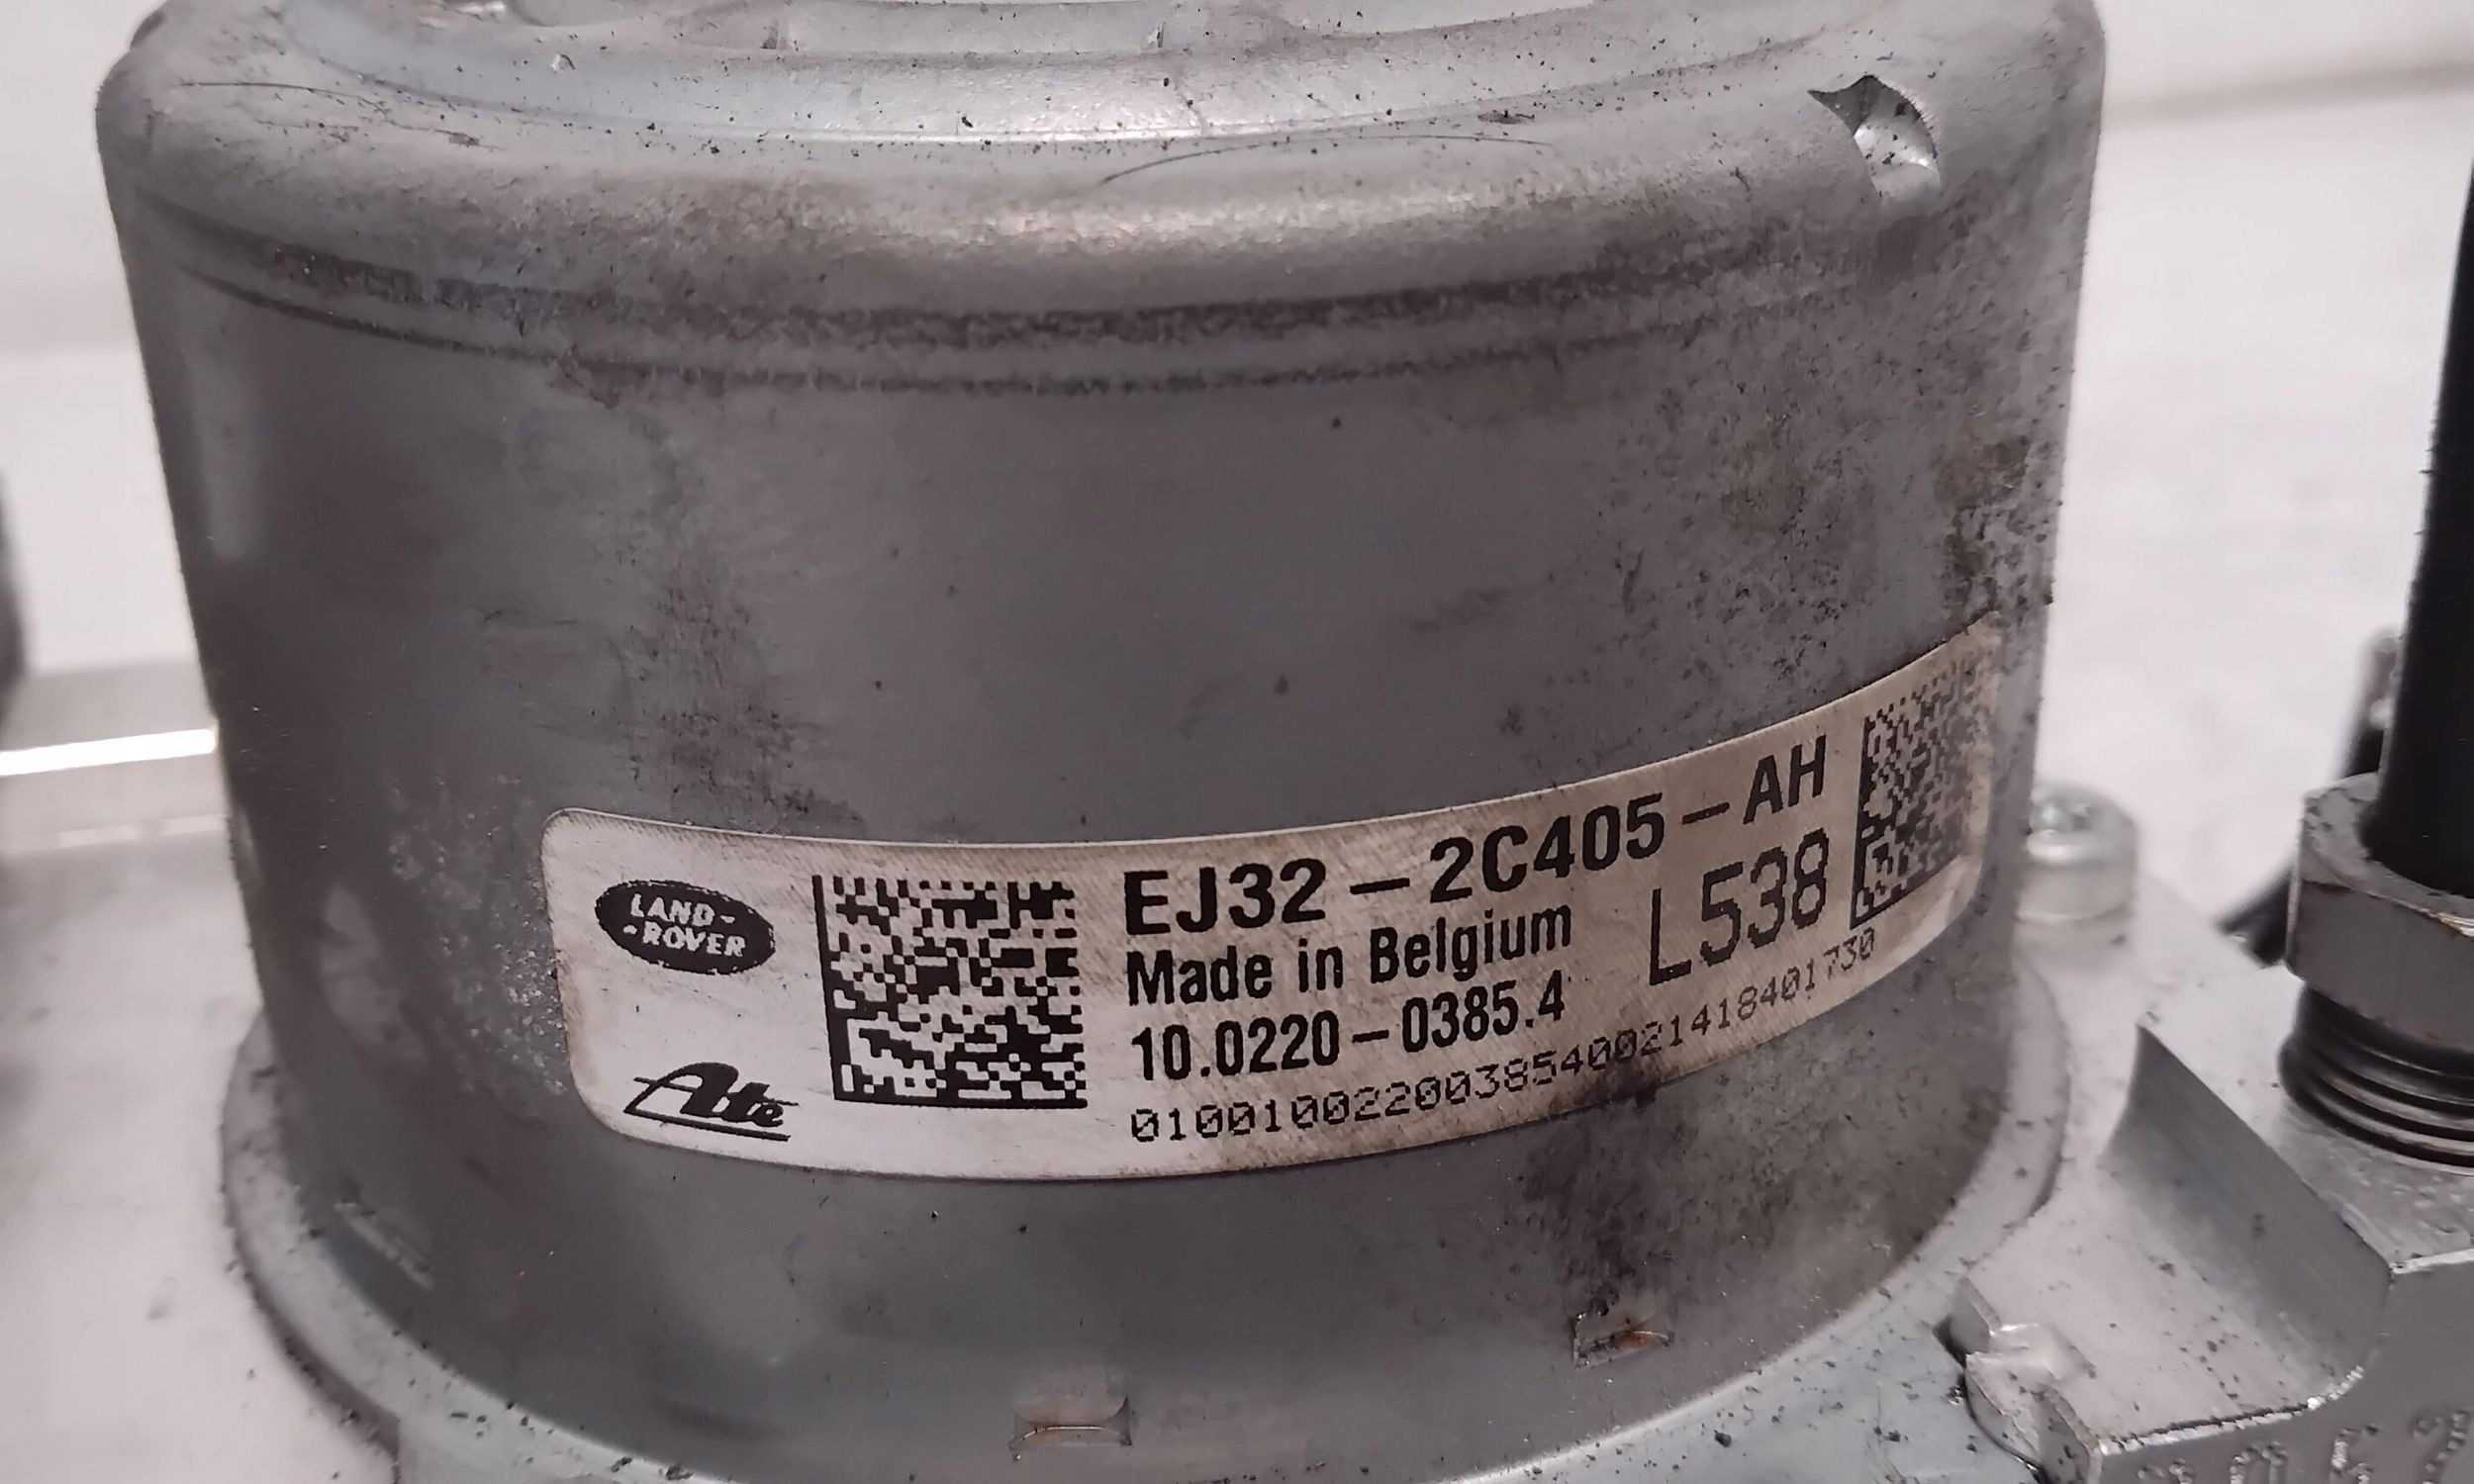 LAND-
-ROVER
Ate
EJ32-2C405-AH
Made in Belgium
L538
10.0220-0385.4
0100100220038540021418401730